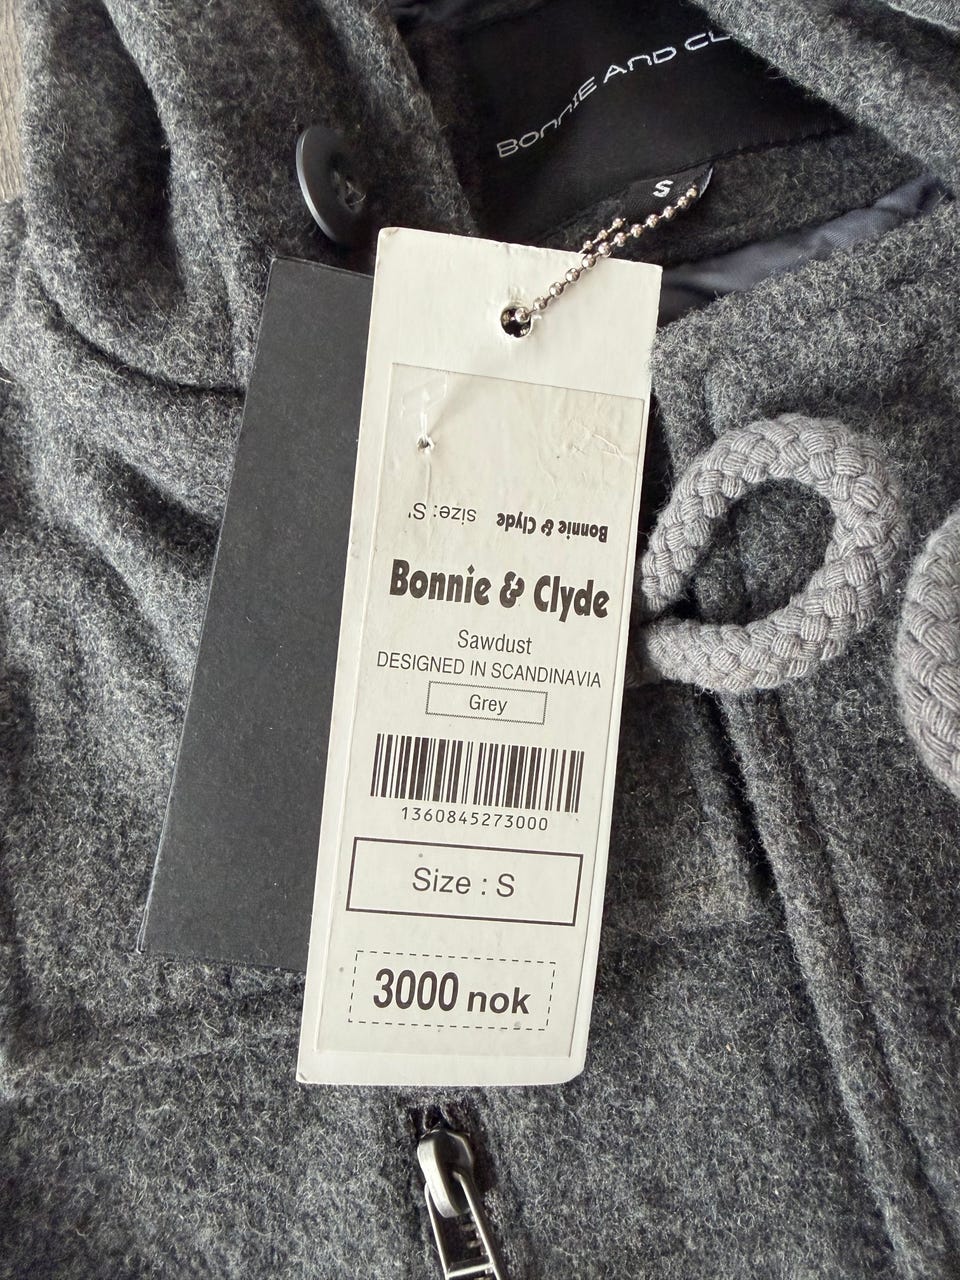 BONNIE AND CL
S
Bonnie & Clyde size: S'
Bonnie & Clyde
Sawdust
DESIGNED IN SCANDINAVIA
Grey
1360845273000
Size : S
3000 nok